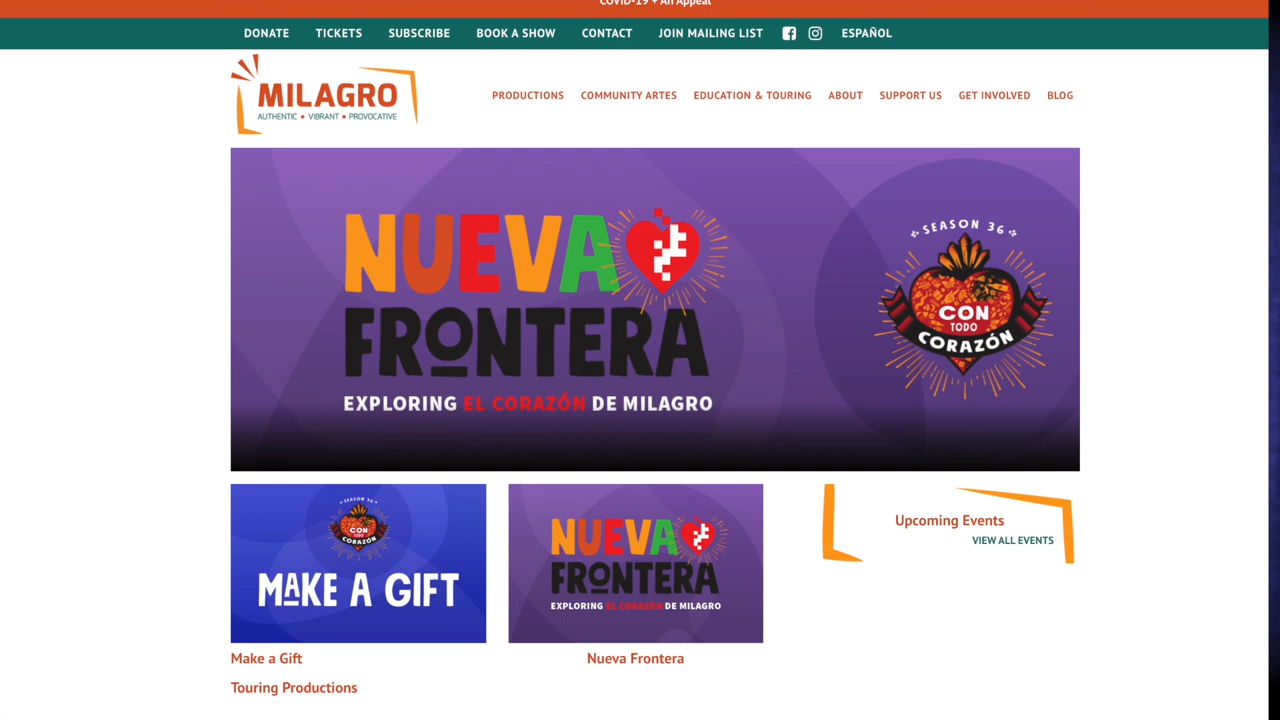 COVID-19 + An Appeal
DONATE TICKETS SUBSCRIBE BOOK A SHOW CONTACT JOIN MAILING LIST ESPAÑOL
MILAGRO
AUTHENTIC • VIBRANT • PROVOCATIVE
PRODUCTIONS COMMUNITY ARTES EDUCATION & TOURING ABOUT SUPPORT US GET INVOLVED BLOG
NUEVA
FRONTERA
EXPLORING EL CORAZÓN DE MILAGRO
SEASON 36
CON
TODO
CORAZÓN
SEASON 36
CON
TODO
CORAZÓN
MAKE A GIFT
NUEVA
FRONTERA
EXPLORING EL CORAZÓN DE MILAGRO
Upcoming Events
VIEW ALL EVENTS
Make a Gift
Nueva Frontera
Touring Productions